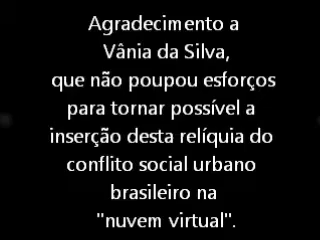 Agradecimento a
Vânia da Silva,
que não poupou esforços
para tornar possível a
inserção desta relíquia do
conflito social urbano
brasileiro na
"nuvem virtual".